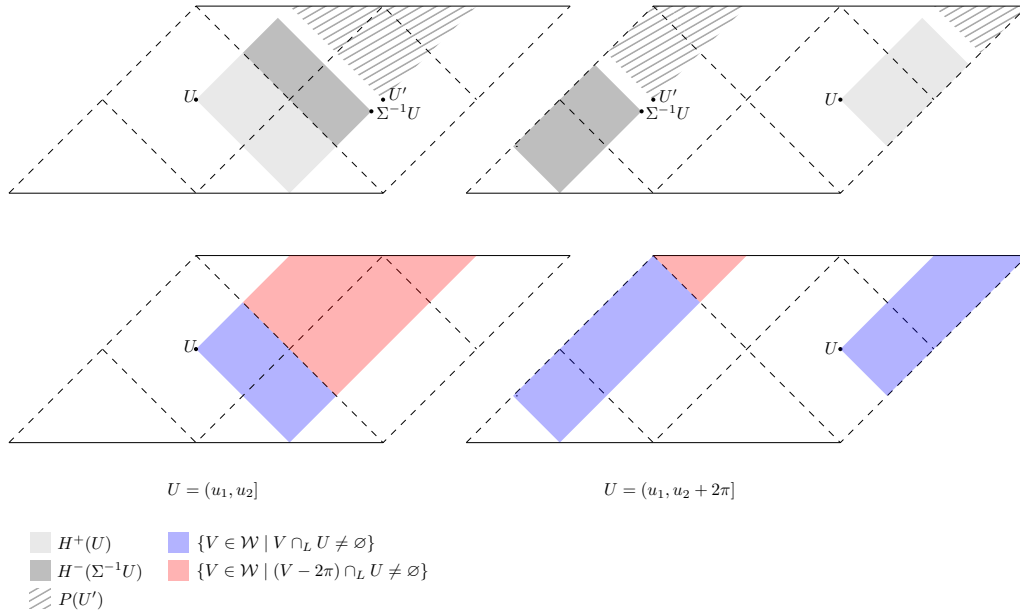 U
U′
Σ⁻¹U
U′
Σ⁻¹U
U
U
U
U = (u₁, u₂]
U = (u₁, u₂ + 2π]
H⁺(U)
{V ∈ 𝒲 | V ∩_L U ≠ ∅}
H⁻(Σ⁻¹U)
{V ∈ 𝒲 | (V − 2π) ∩_L U ≠ ∅}
P(U′)